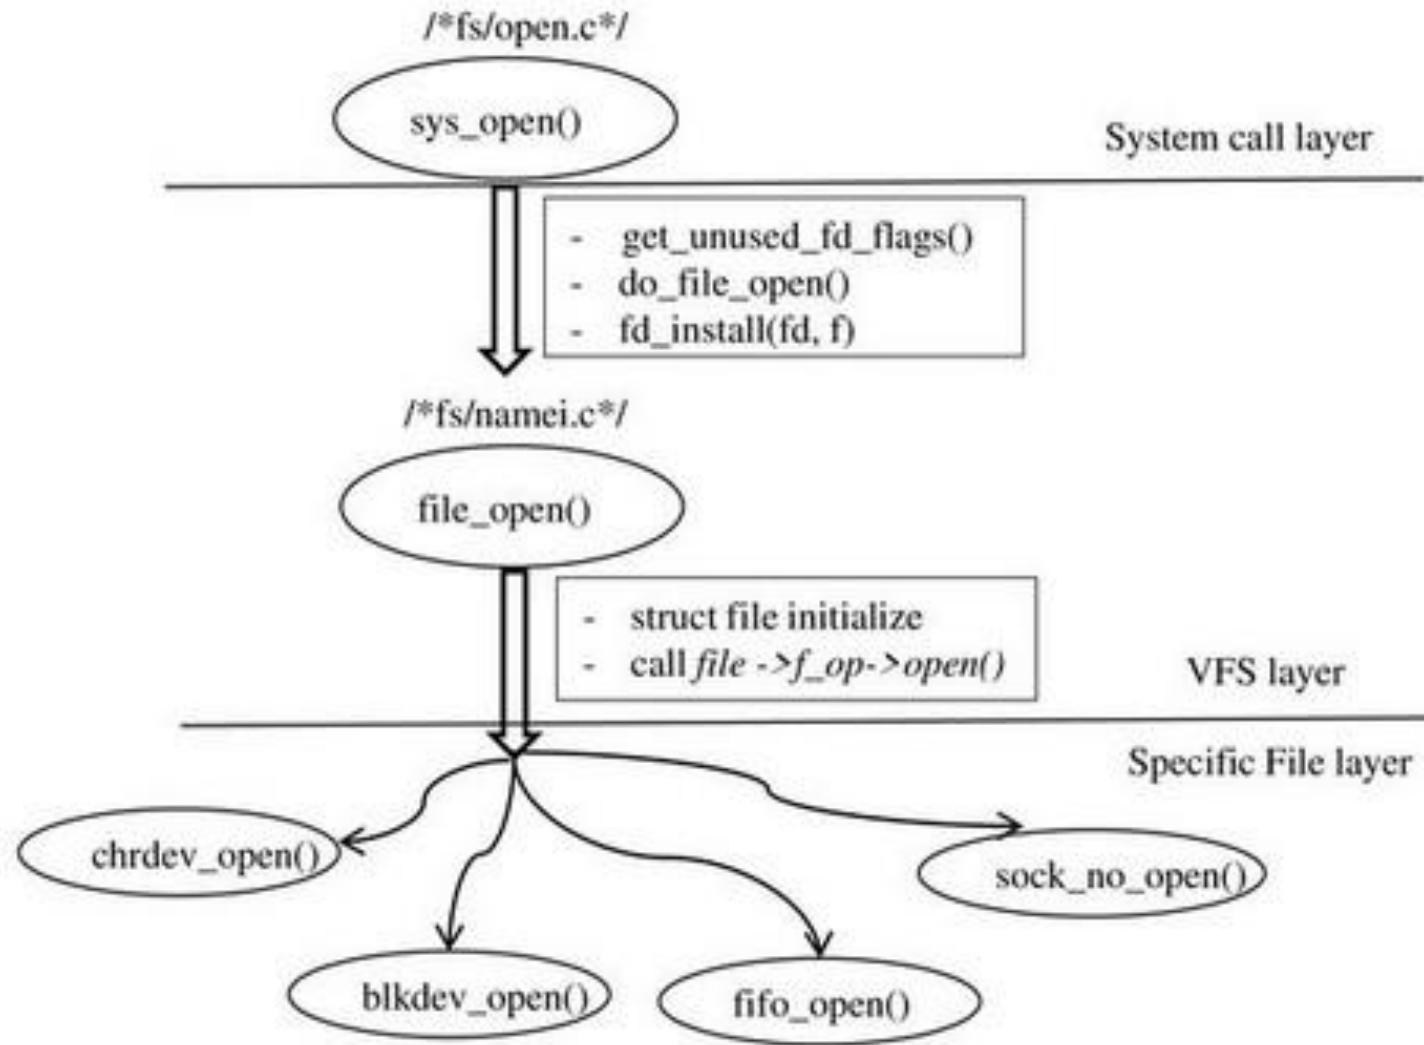 /*fs/open.c*/
sys_open()
System call layer
- get_unused_fd_flags()
- do_file_open()
- fd_install(fd, f)
/*fs/namei.c*/
file_open()
- struct file initialize
- call file ->f_op->open()
VFS layer
Specific File layer
chrdev_open()
sock_no_open()
blkdev_open()
fifo_open()